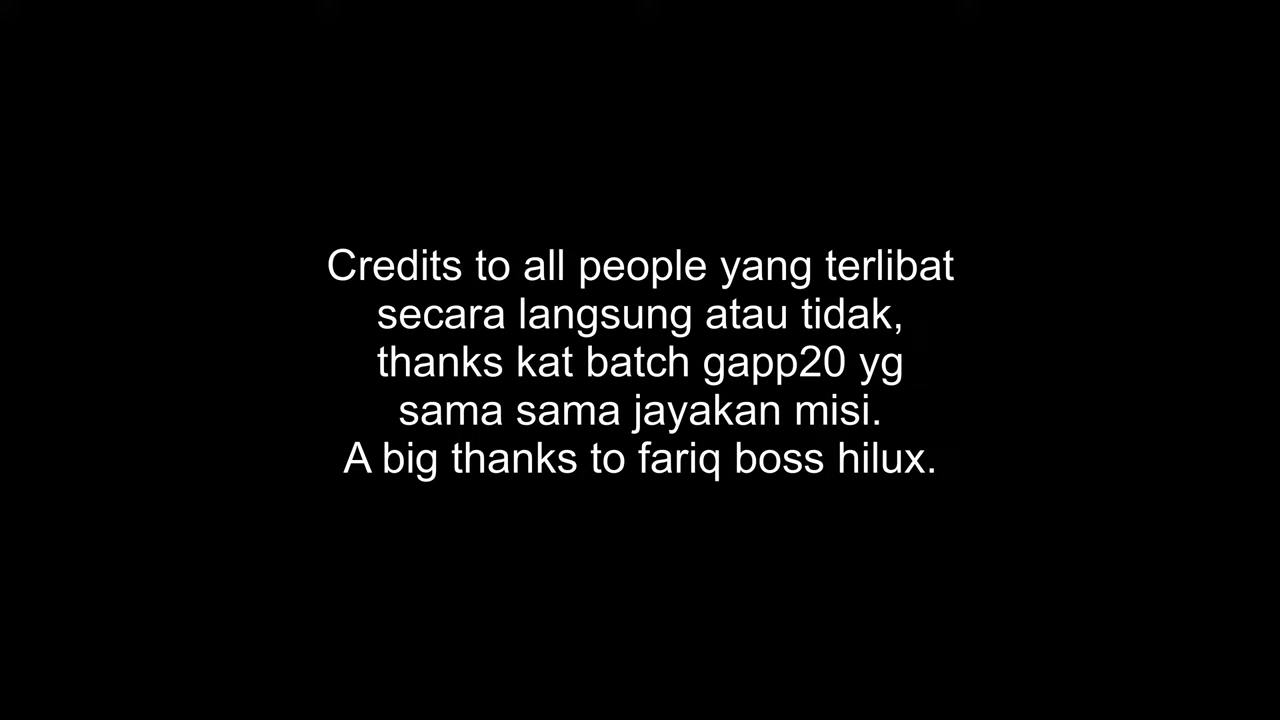 Credits to all people yang terlibat
secara langsung atau tidak,
thanks kat batch gapp20 yg
sama sama jayakan misi.
A big thanks to fariq boss hilux.